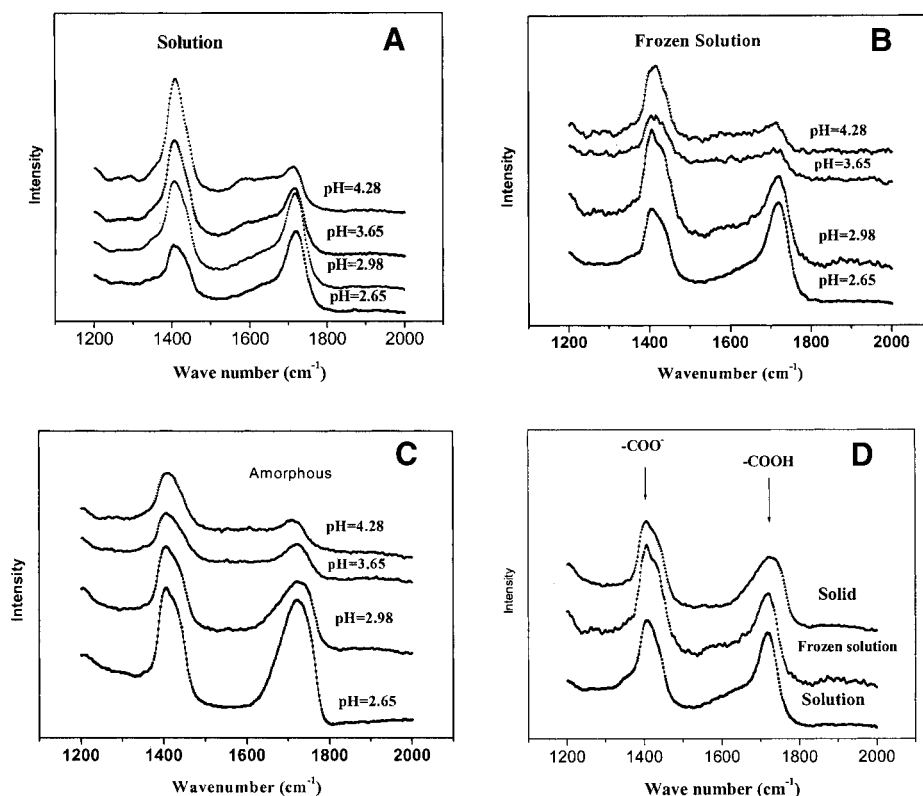 A
Solution
Intensity
pH=4.28
pH=3.65
pH=2.98
pH=2.65
1200 1400 1600 1800 2000
Wave number (cm-1)
B
Frozen Solution
Intensity
pH=4.28
pH=3.65
pH=2.98
pH=2.65
1200 1400 1600 1800 2000
Wavenumber (cm-1)
C
Amorphous
Intensity
pH=4.28
pH=3.65
pH=2.98
pH=2.65
1200 1400 1600 1800 2000
Wavenumber (cm-1)
D
-COO-
-COOH
Intensity
Solid
Frozen solution
Solution
1200 1400 1600 1800 2000
Wave number (cm-1)